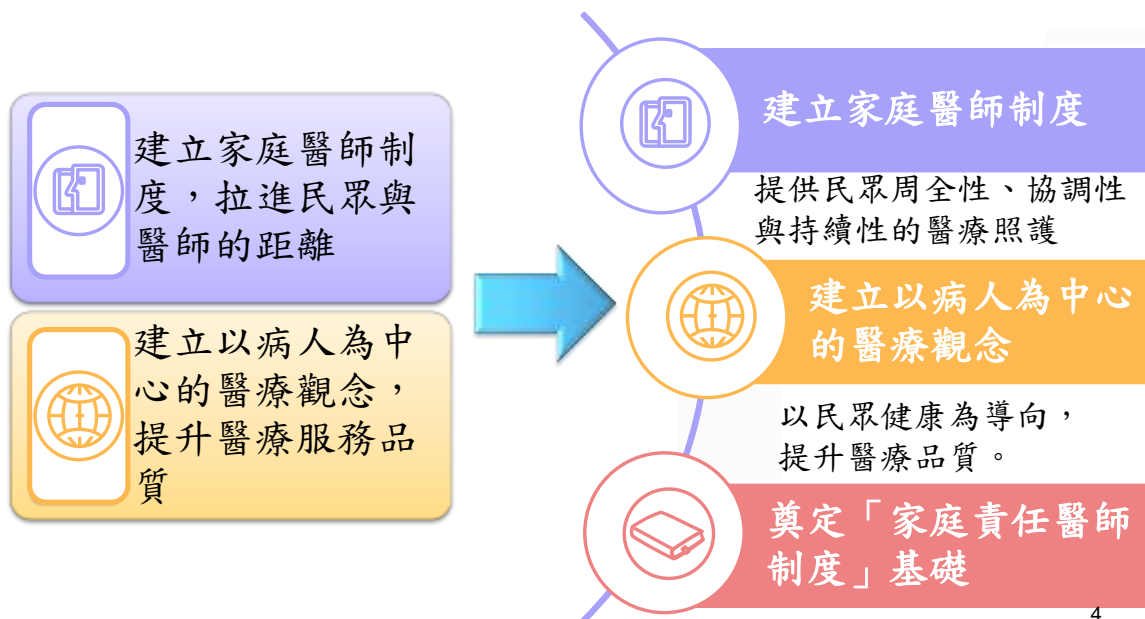 建立家庭醫師制
度，拉進民眾與
醫師的距離
建立以病人為中
心的醫療觀念，
提升醫療服務品
質
建立家庭醫師制度
提供民眾周全性、協調性
與持續性的醫療照護
建立以病人為中心
的醫療觀念
以民眾健康為導向，
提升醫療品質。
奠定「家庭責任醫師
制度」基礎
4